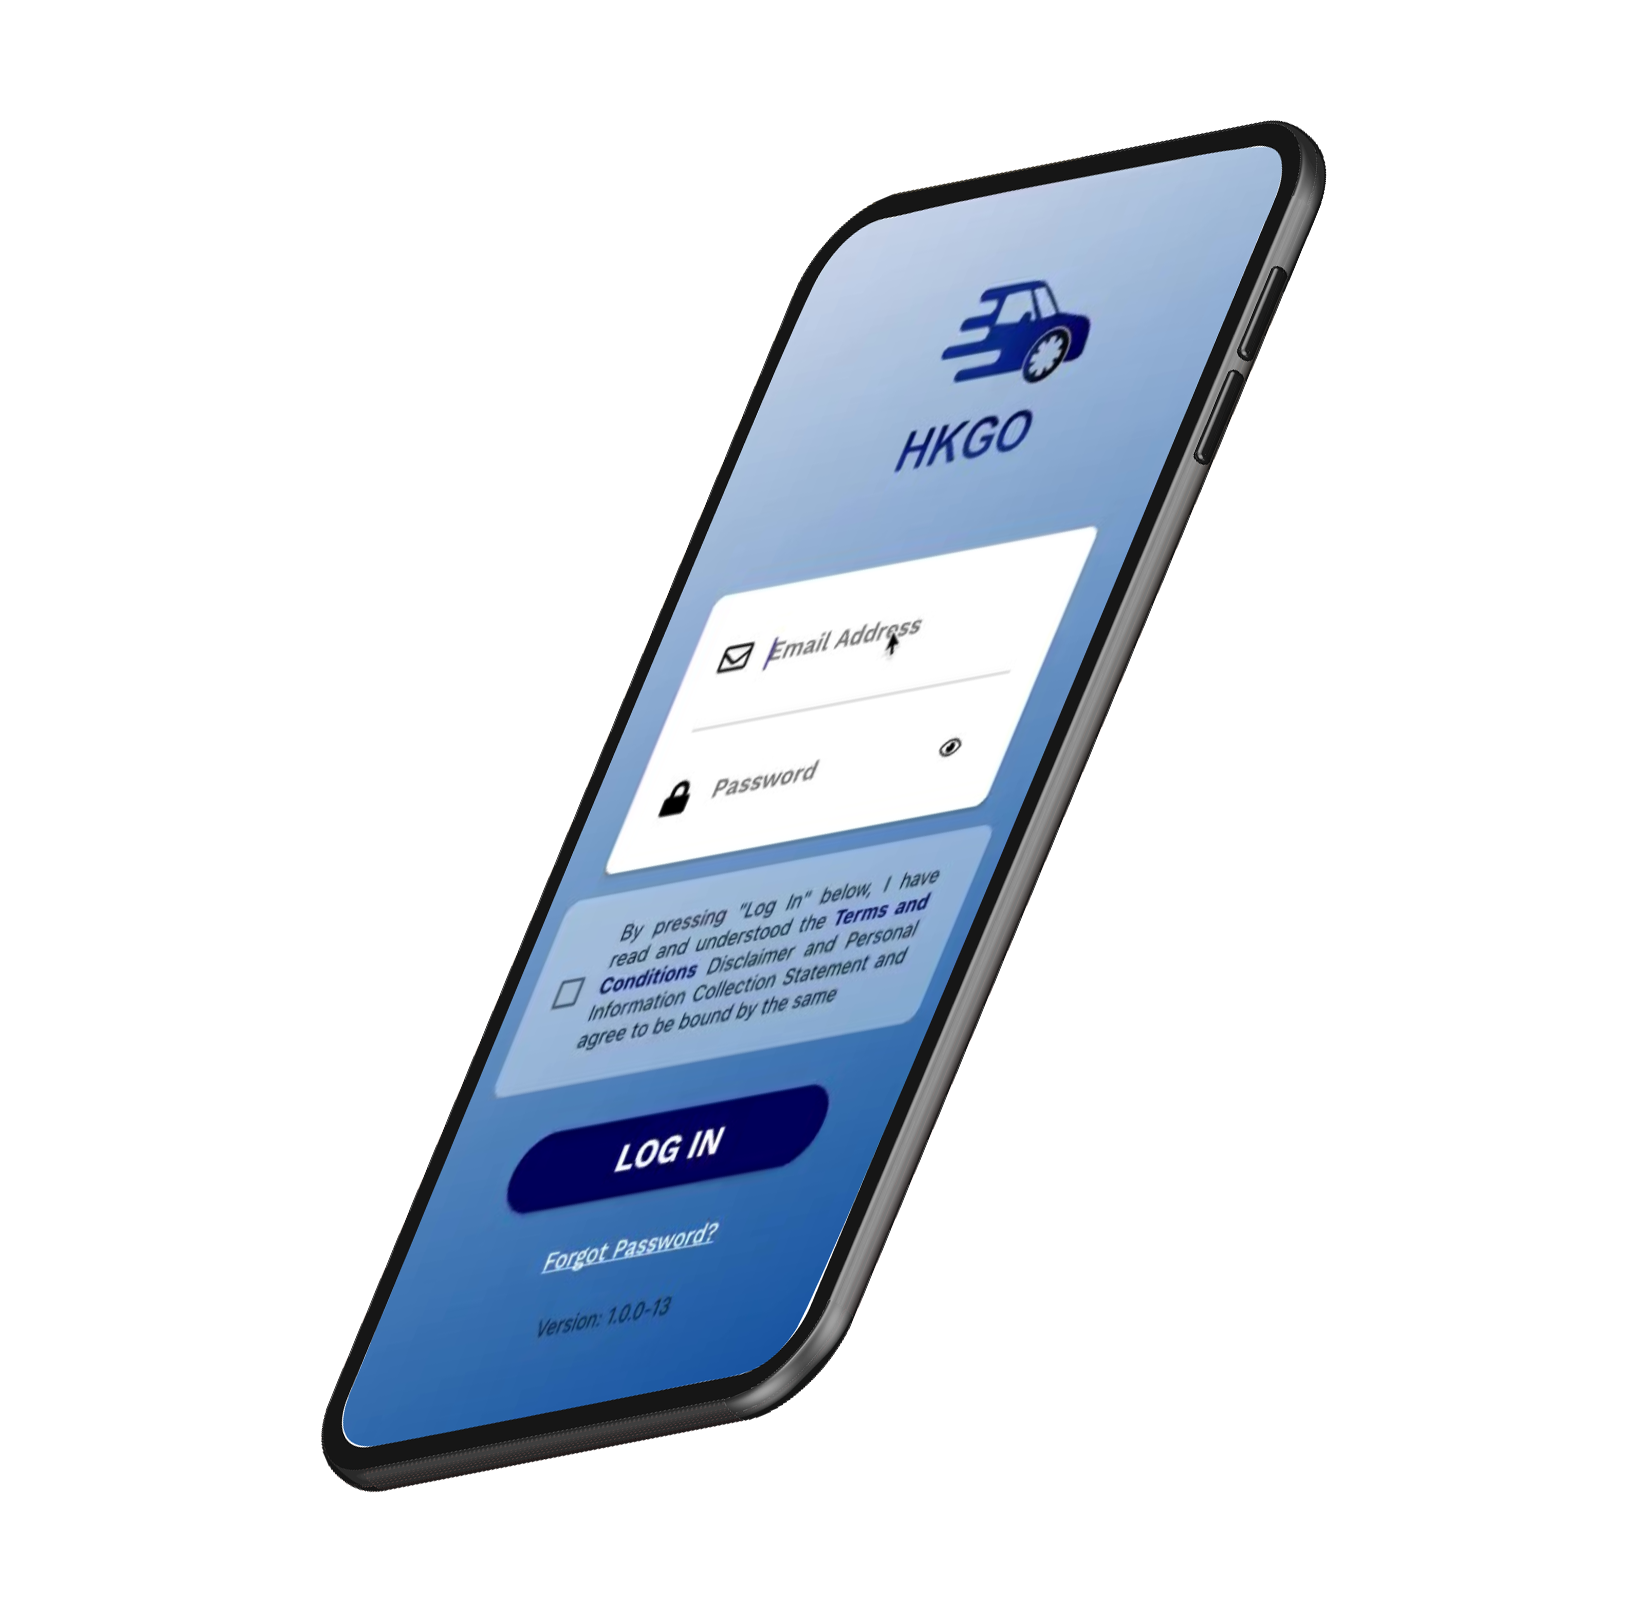 HKGO
Email Address
Password
By pressing "Log In" below, I have
read and understood the Terms and
Conditions Disclaimer and Personal
Information Collection Statement and
agree to be bound by the same
LOG IN
Forgot Password?
Version: 1.0.0-13